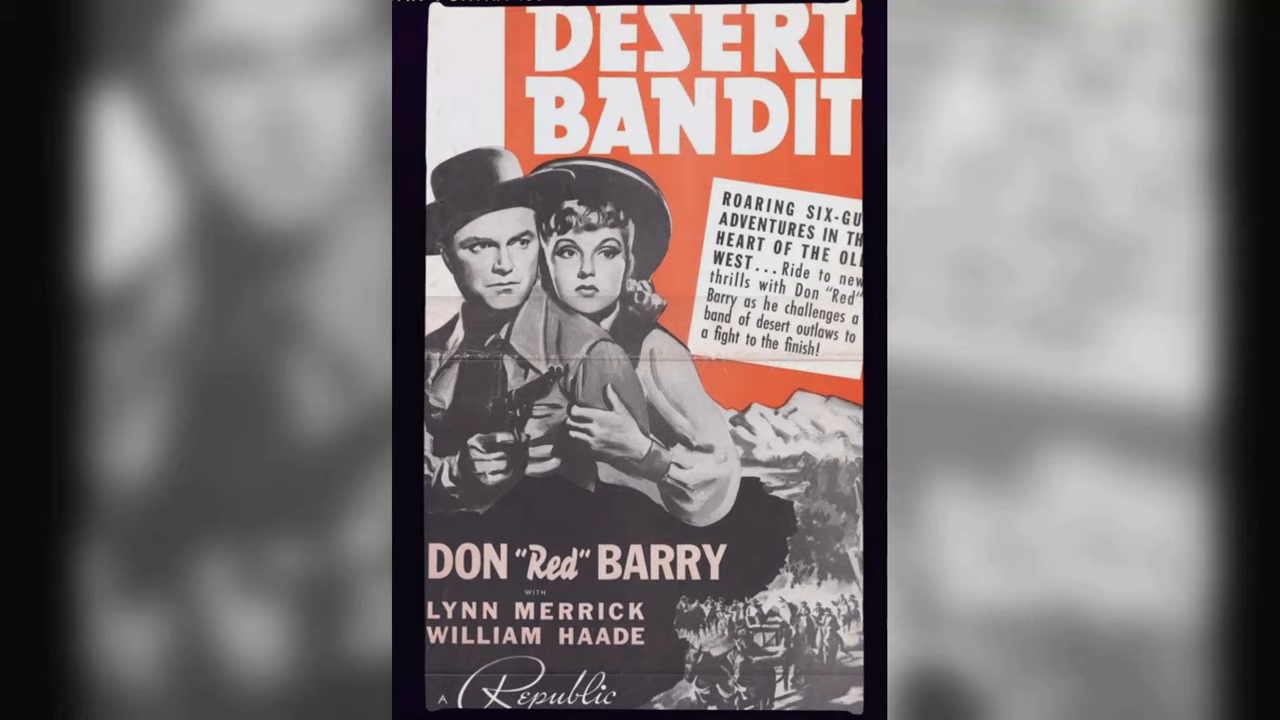 DESERT
BANDIT
ROARING SIX-GU
ADVENTURES IN TH
HEART OF THE OL
WEST... Ride to new
thrills with Don "Red"
Barry as he challenges a
band of desert outlaws to
a fight to the finish!
DON "Red" BARRY
WITH
LYNN MERRICK
WILLIAM HAADE
A Republic